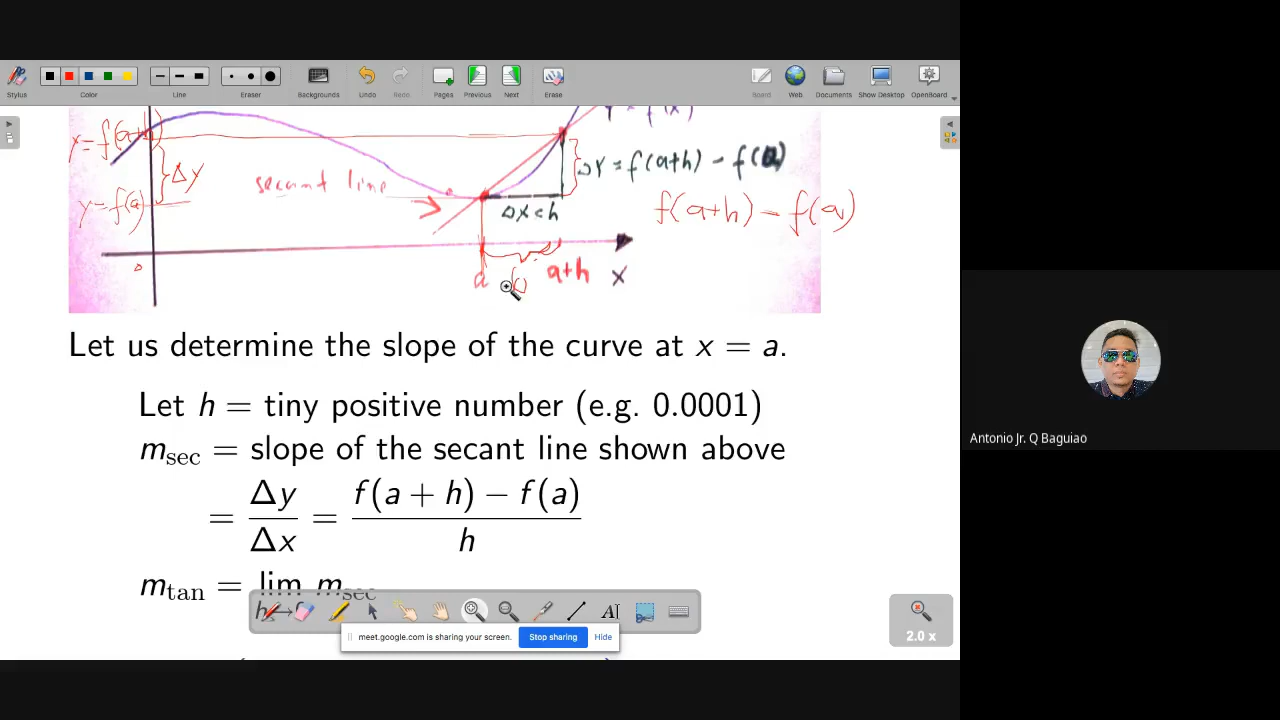 Stylus Color Line Eraser Backgrounds Undo Redo Pages Previous Next Erase Board Web Documents Show Desktop OpenBoard
y = f(a+h)
Δy
ΔY = f(a+h) - f(a)
secant line
y = f(a)
Δx = h
f(a+h) - f(a)
0
a
a+h
X
Let us determine the slope of the curve at x = a.
Let h = tiny positive number (e.g. 0.0001)
m_sec = slope of the secant line shown above
= Δy/Δx = (f(a + h) − f(a))/h
m_tan = lim m_sec
meet.google.com is sharing your screen. Stop sharing Hide
2.0 x
Antonio Jr. Q Baguiao